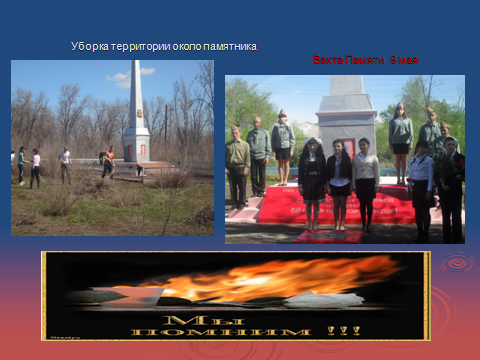 Уборка территории около памятника
Вахта Памяти 9 мая
Мы
помним !!!